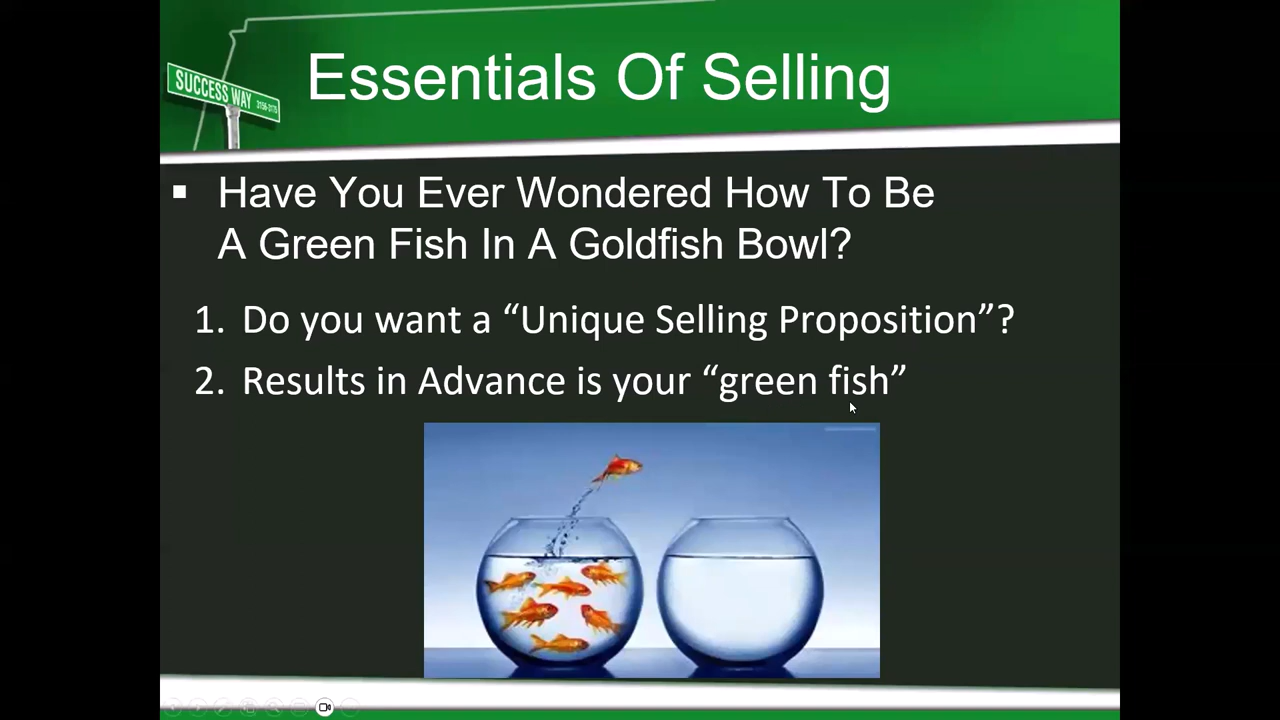 Essentials Of Selling
SUCCESS WAY
▪ Have You Ever Wondered How To Be
A Green Fish In A Goldfish Bowl?
1. Do you want a “Unique Selling Proposition”?
2. Results in Advance is your “green fish”